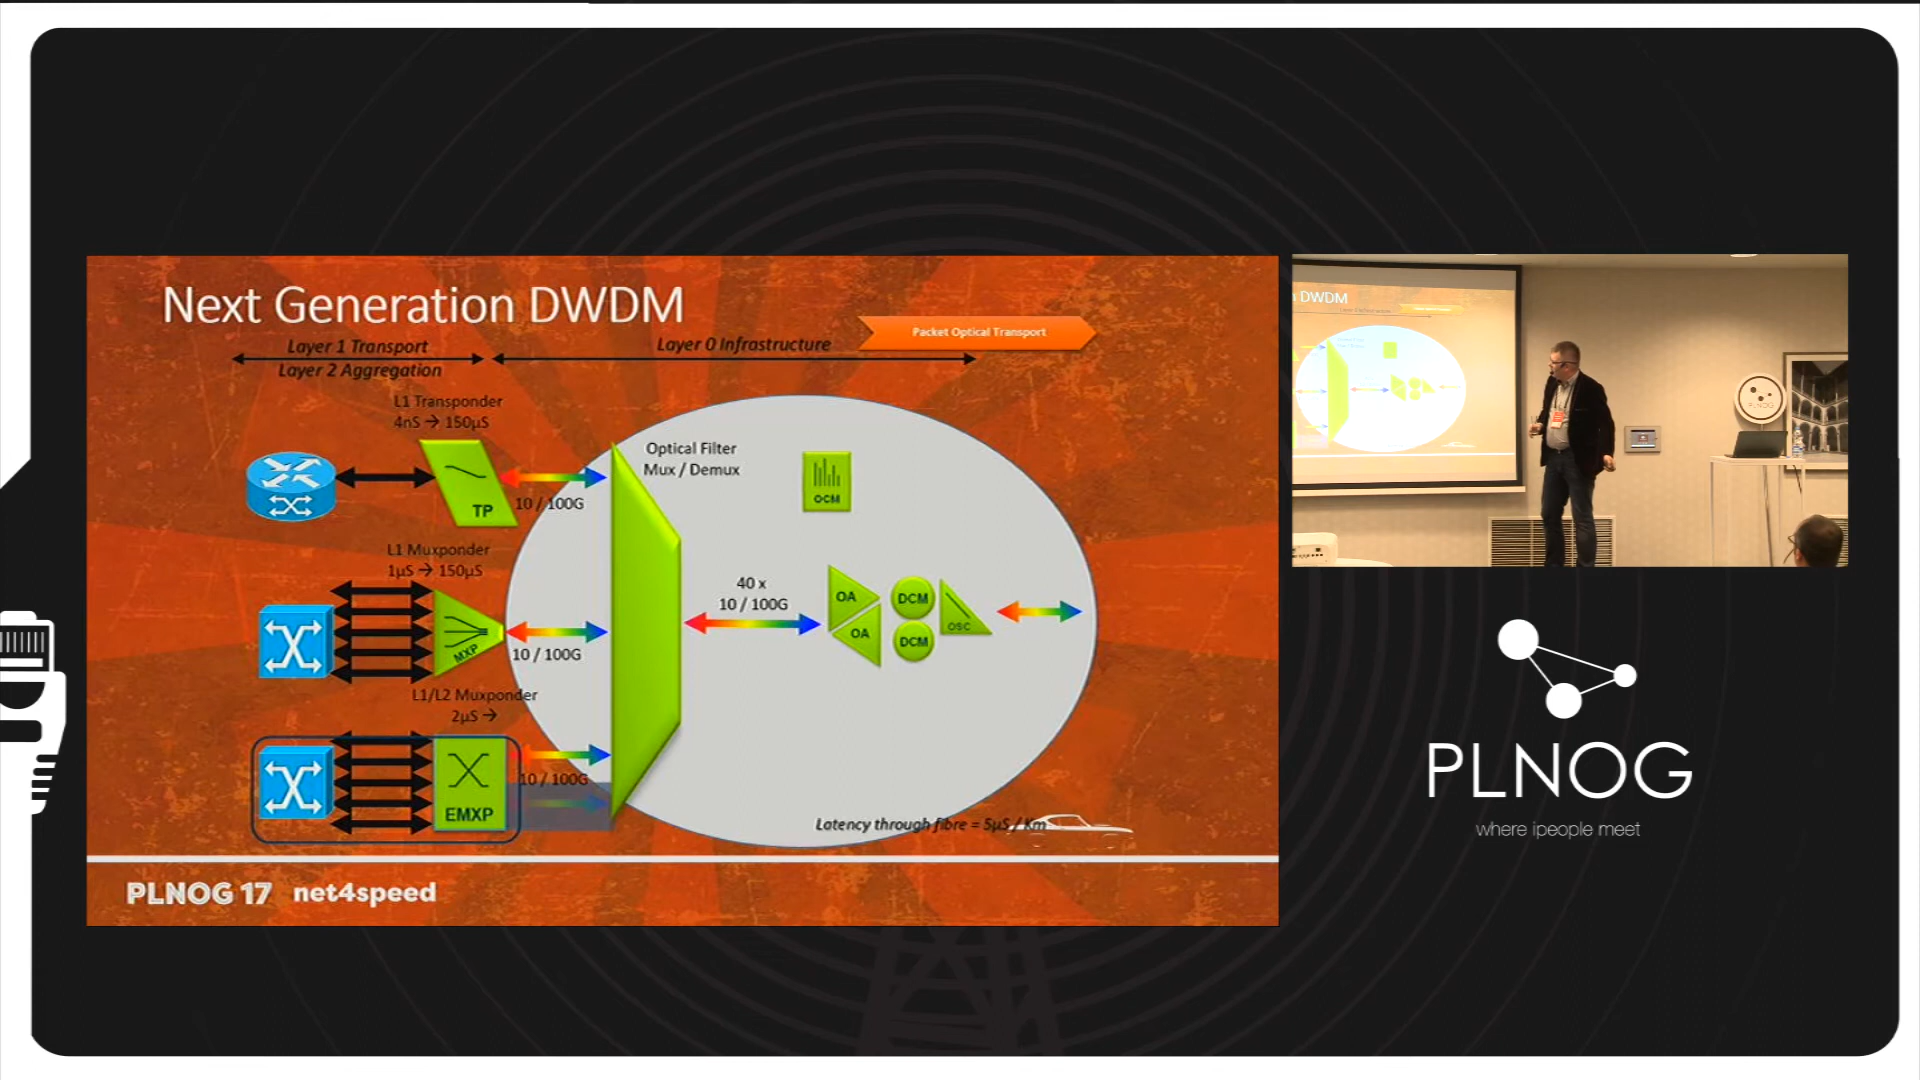 Next Generation DWDM
Packet Optical Transport
Layer 1 Transport
Layer 2 Aggregation
Layer 0 Infrastructure
L1 Transponder
4nS → 150µS
TP
10 / 100G
Optical Filter
Mux / Demux
OCM
L1 Muxponder
1µS → 150µS
MXP
10 / 100G
40 x
10 / 100G
OA
OA
DCM
DCM
OSC
L1/L2 Muxponder
2µS →
EMXP
10 / 100G
Latency through fibre = 5µS / Km
PLNOG 17 net4speed
DWDM
PLNOG
PLNOG
where ipeople meet